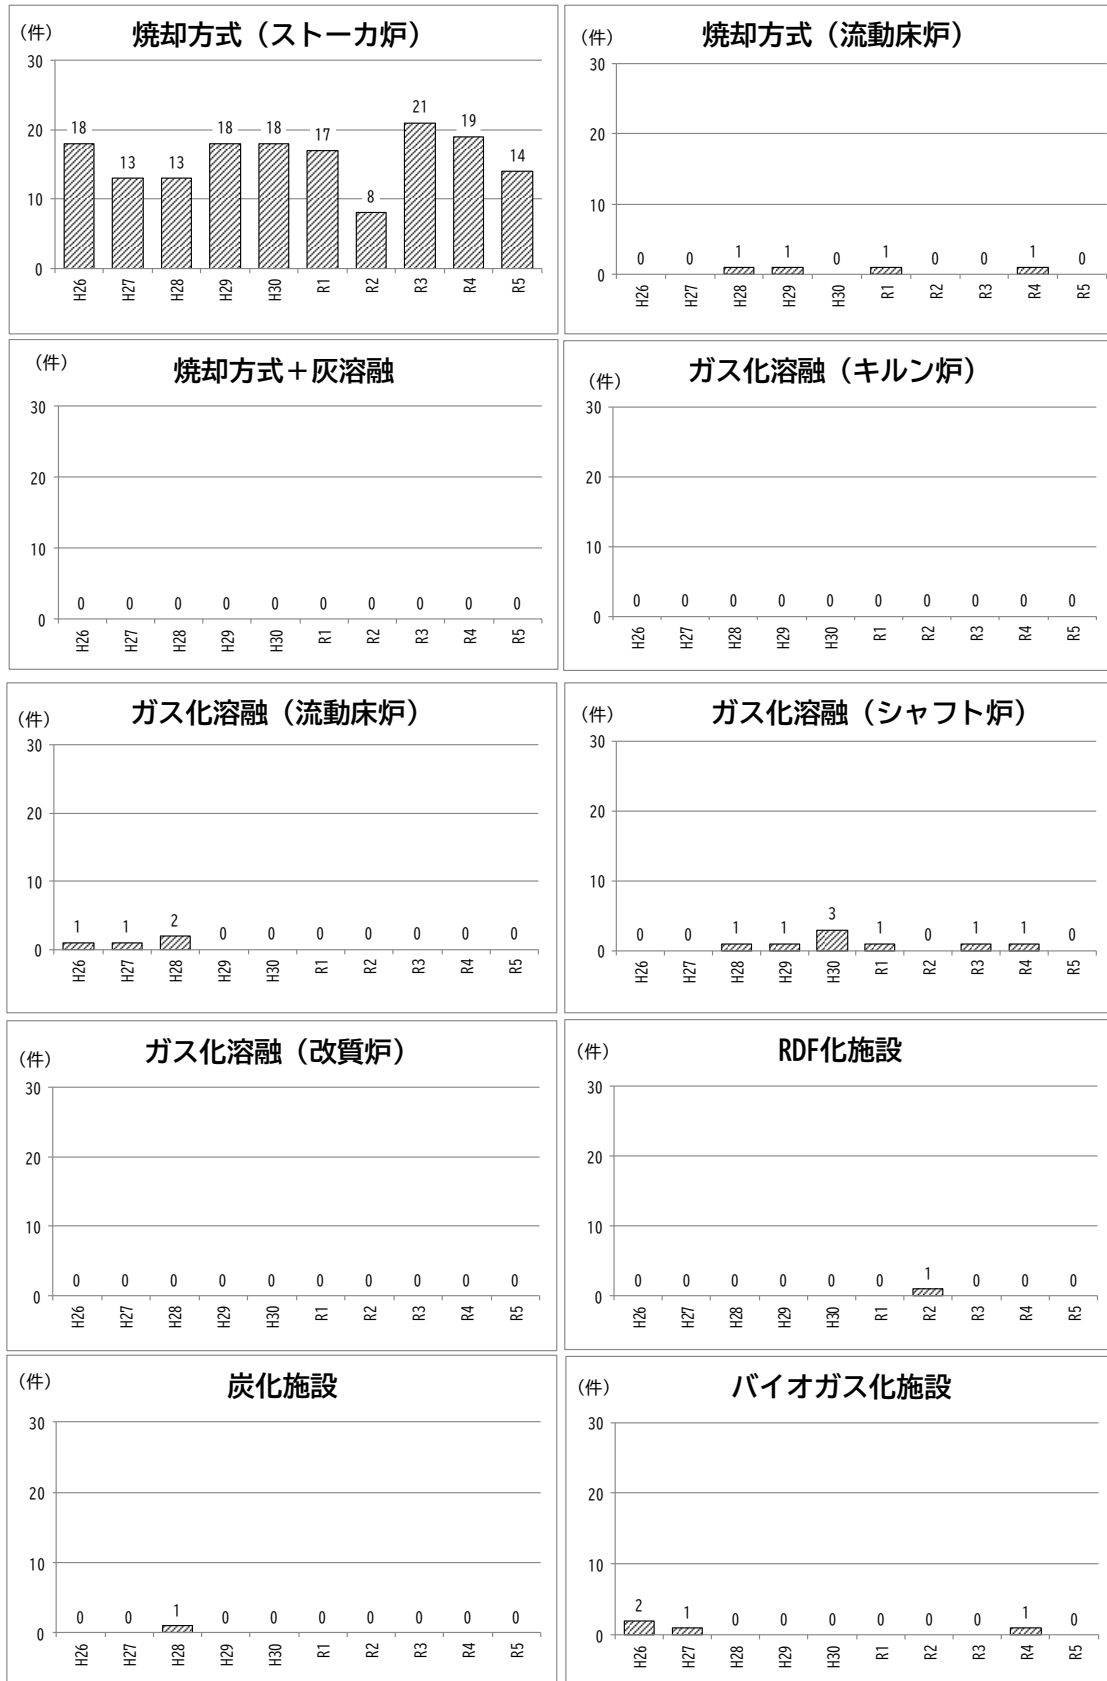 (件)
焼却方式（ストーカ炉）
30
20
10
0
18
13
13
18
18
17
8
21
19
14
H26
H27
H28
H29
H30
R1
R2
R3
R4
R5
(件)
焼却方式（流動床炉）
30
20
10
0
0
0
1
1
0
1
0
0
1
0
H26
H27
H28
H29
H30
R1
R2
R3
R4
R5
(件)
焼却方式＋灰溶融
30
20
10
0
0
0
0
0
0
0
0
0
0
0
H26
H27
H28
H29
H30
R1
R2
R3
R4
R5
(件)
ガス化溶融（キルン炉）
30
20
10
0
0
0
0
0
0
0
0
0
0
0
H26
H27
H28
H29
H30
R1
R2
R3
R4
R5
(件)
ガス化溶融（流動床炉）
30
20
10
0
1
1
2
0
0
0
0
0
0
0
H26
H27
H28
H29
H30
R1
R2
R3
R4
R5
(件)
ガス化溶融（シャフト炉）
30
20
10
0
0
0
1
1
3
1
0
1
1
0
H26
H27
H28
H29
H30
R1
R2
R3
R4
R5
(件)
ガス化溶融（改質炉）
30
20
10
0
0
0
0
0
0
0
0
0
0
0
H26
H27
H28
H29
H30
R1
R2
R3
R4
R5
(件)
RDF化施設
30
20
10
0
0
0
0
0
0
0
1
0
0
0
H26
H27
H28
H29
H30
R1
R2
R3
R4
R5
(件)
炭化施設
30
20
10
0
0
0
1
0
0
0
0
0
0
0
H26
H27
H28
H29
H30
R1
R2
R3
R4
R5
(件)
バイオガス化施設
30
20
10
0
2
1
0
0
0
0
0
0
1
0
H26
H27
H28
H29
H30
R1
R2
R3
R4
R5